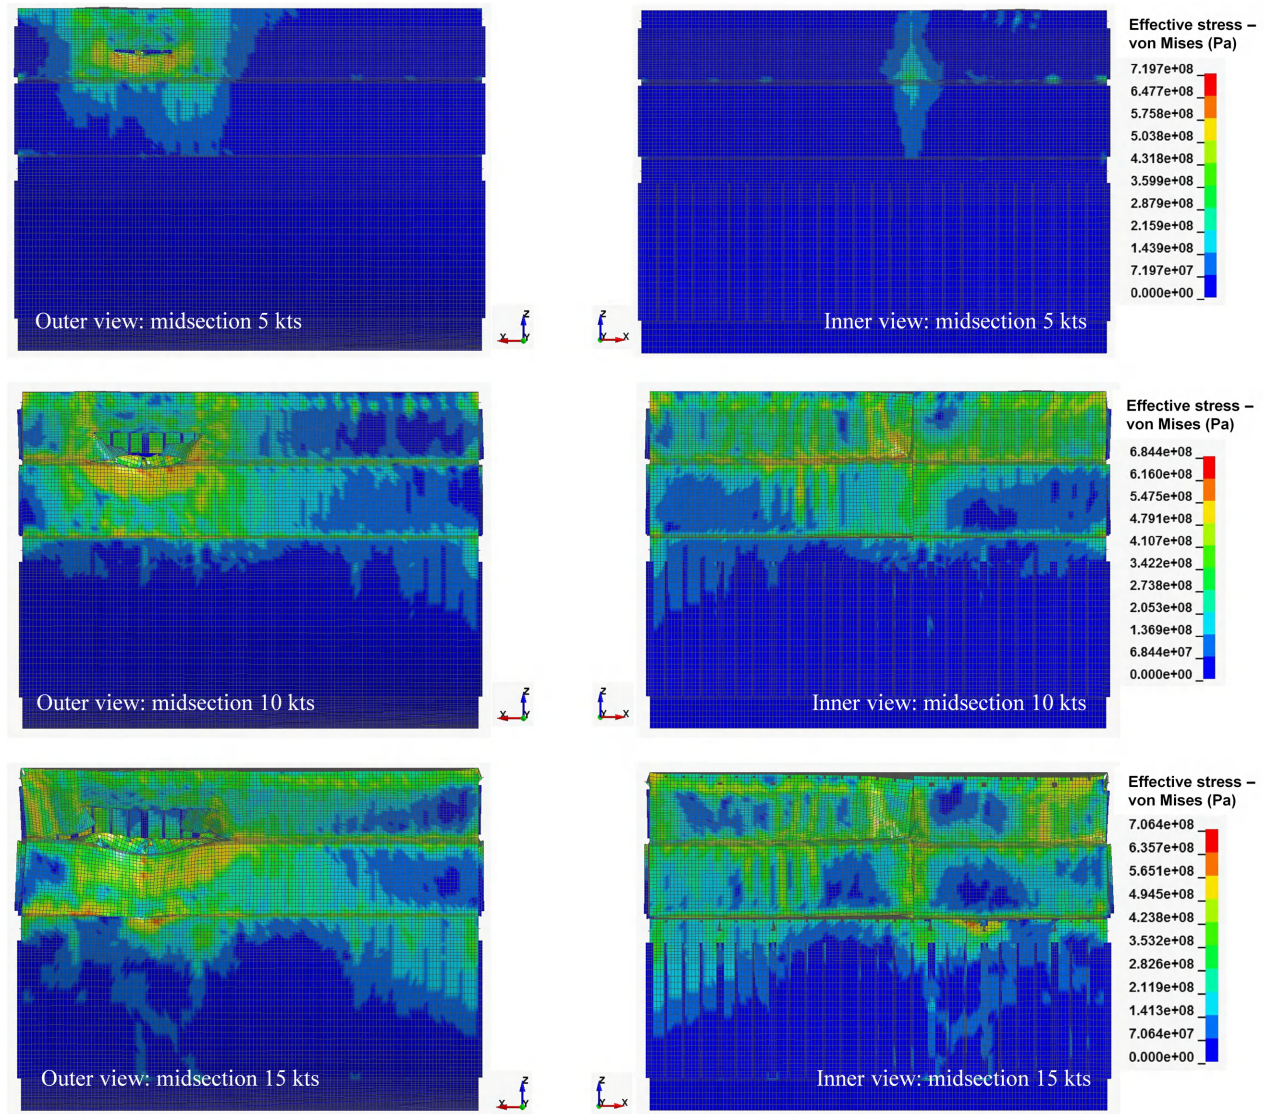 Effective stress –
von Mises (Pa)
7.197e+08
6.477e+08
5.758e+08
5.038e+08
4.318e+08
3.599e+08
2.879e+08
2.159e+08
1.439e+08
7.197e+07
0.000e+00
Outer view: midsection 5 kts
Z
X
Y
Z
Y
X
Inner view: midsection 5 kts
Effective stress –
von Mises (Pa)
6.844e+08
6.160e+08
5.475e+08
4.791e+08
4.107e+08
3.422e+08
2.738e+08
2.053e+08
1.369e+08
6.844e+07
0.000e+00
Outer view: midsection 10 kts
Z
X
Y
Z
Y
X
Inner view: midsection 10 kts
Effective stress –
von Mises (Pa)
7.064e+08
6.357e+08
5.651e+08
4.945e+08
4.238e+08
3.532e+08
2.826e+08
2.119e+08
1.413e+08
7.064e+07
0.000e+00
Outer view: midsection 15 kts
Z
X
Y
Z
Y
X
Inner view: midsection 15 kts